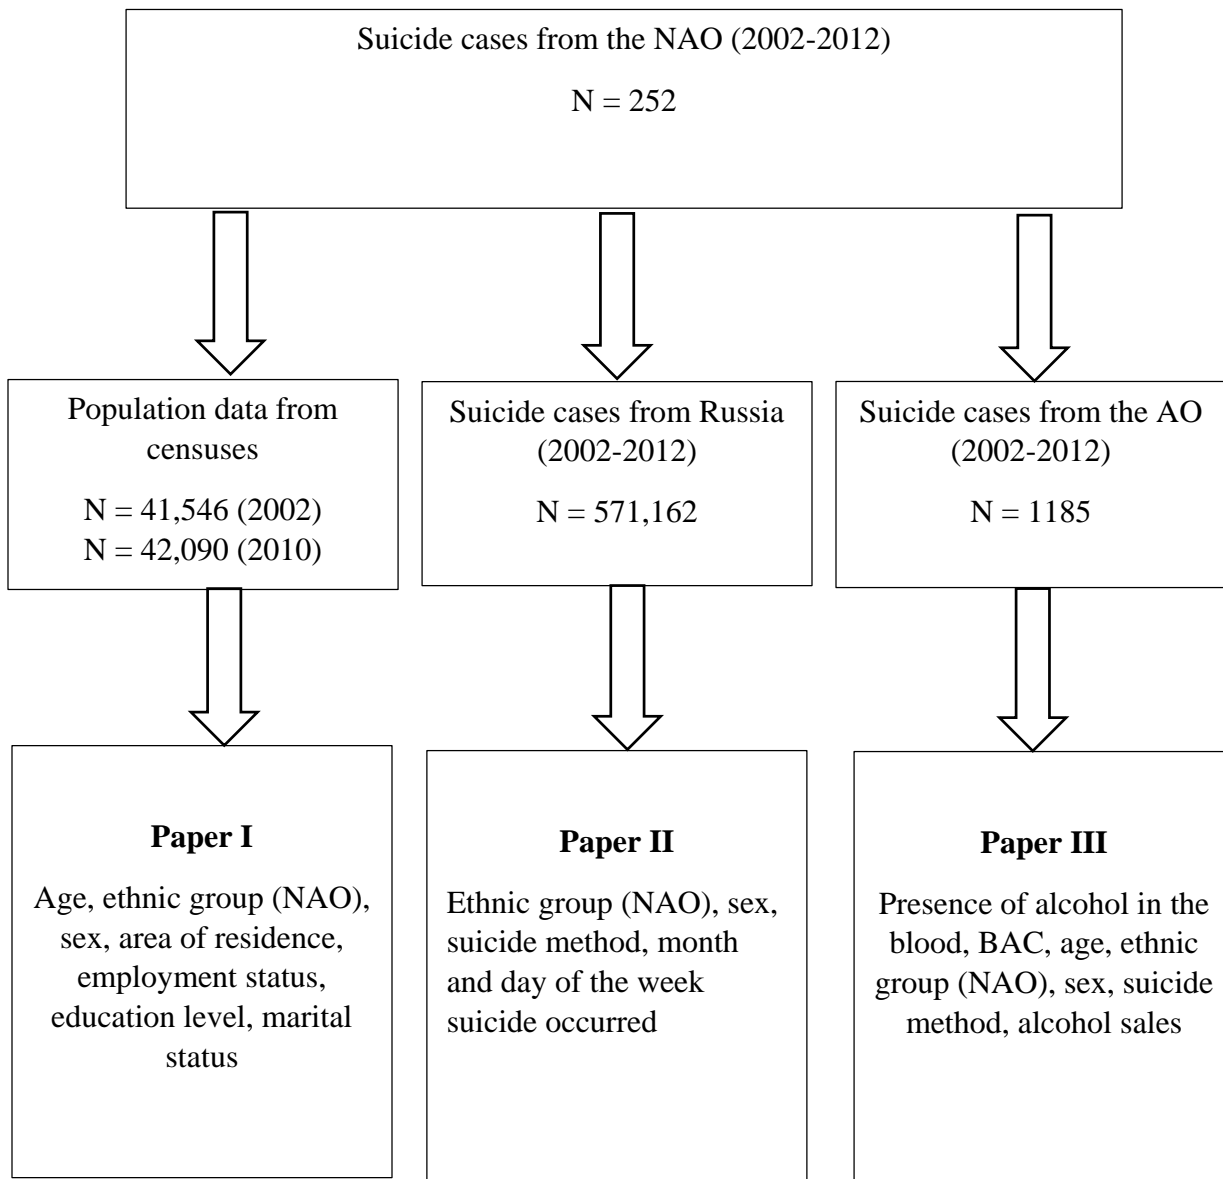 Suicide cases from the NAO (2002-2012)
N = 252
Population data from
censuses
N = 41,546 (2002)
N = 42,090 (2010)
Suicide cases from Russia
(2002-2012)
N = 571,162
Suicide cases from the AO
(2002-2012)
N = 1185
Paper I
Age, ethnic group (NAO),
sex, area of residence,
employment status,
education level, marital
status
Paper II
Ethnic group (NAO), sex,
suicide method, month
and day of the week
suicide occurred
Paper III
Presence of alcohol in the
blood, BAC, age, ethnic
group (NAO), sex, suicide
method, alcohol sales